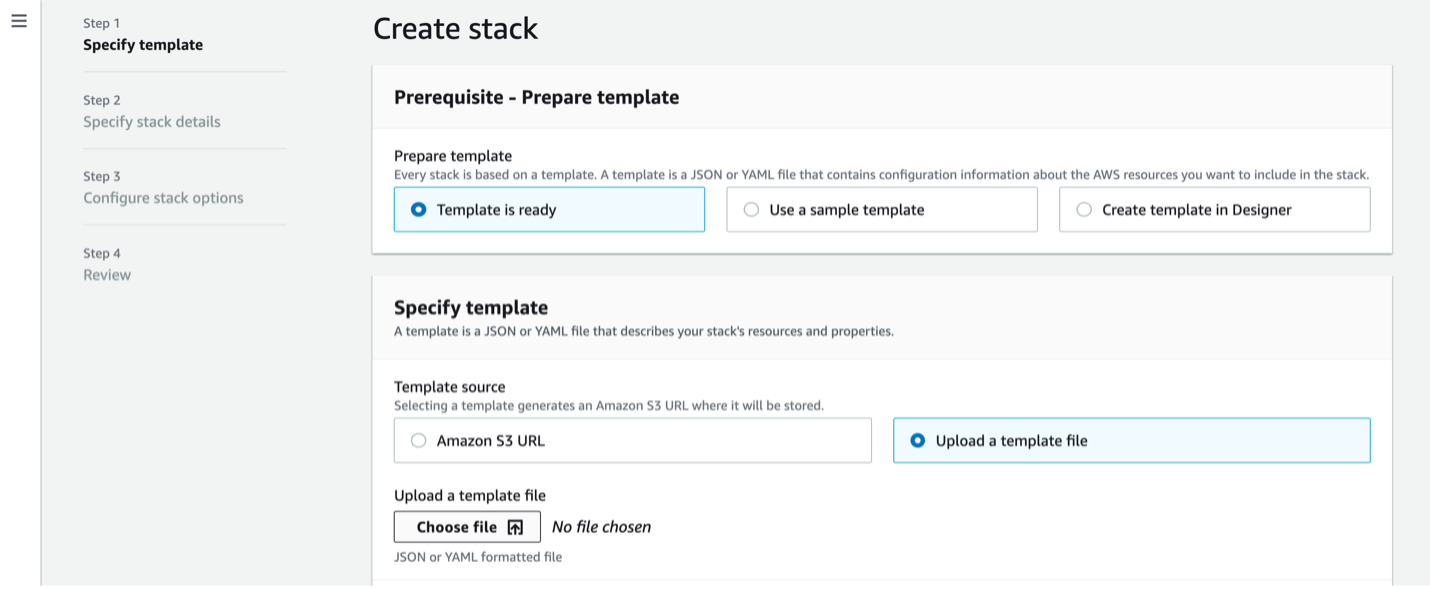 Step 1
Specify template
Step 2
Specify stack details
Step 3
Configure stack options
Step 4
Review
Create stack
Prerequisite - Prepare template
Prepare template
Every stack is based on a template. A template is a JSON or YAML file that contains configuration information about the AWS resources you want to include in the stack.
Template is ready
Use a sample template
Create template in Designer
Specify template
A template is a JSON or YAML file that describes your stack's resources and properties.
Template source
Selecting a template generates an Amazon S3 URL where it will be stored.
Amazon S3 URL
Upload a template file
Upload a template file
Choose file
No file chosen
JSON or YAML formatted file